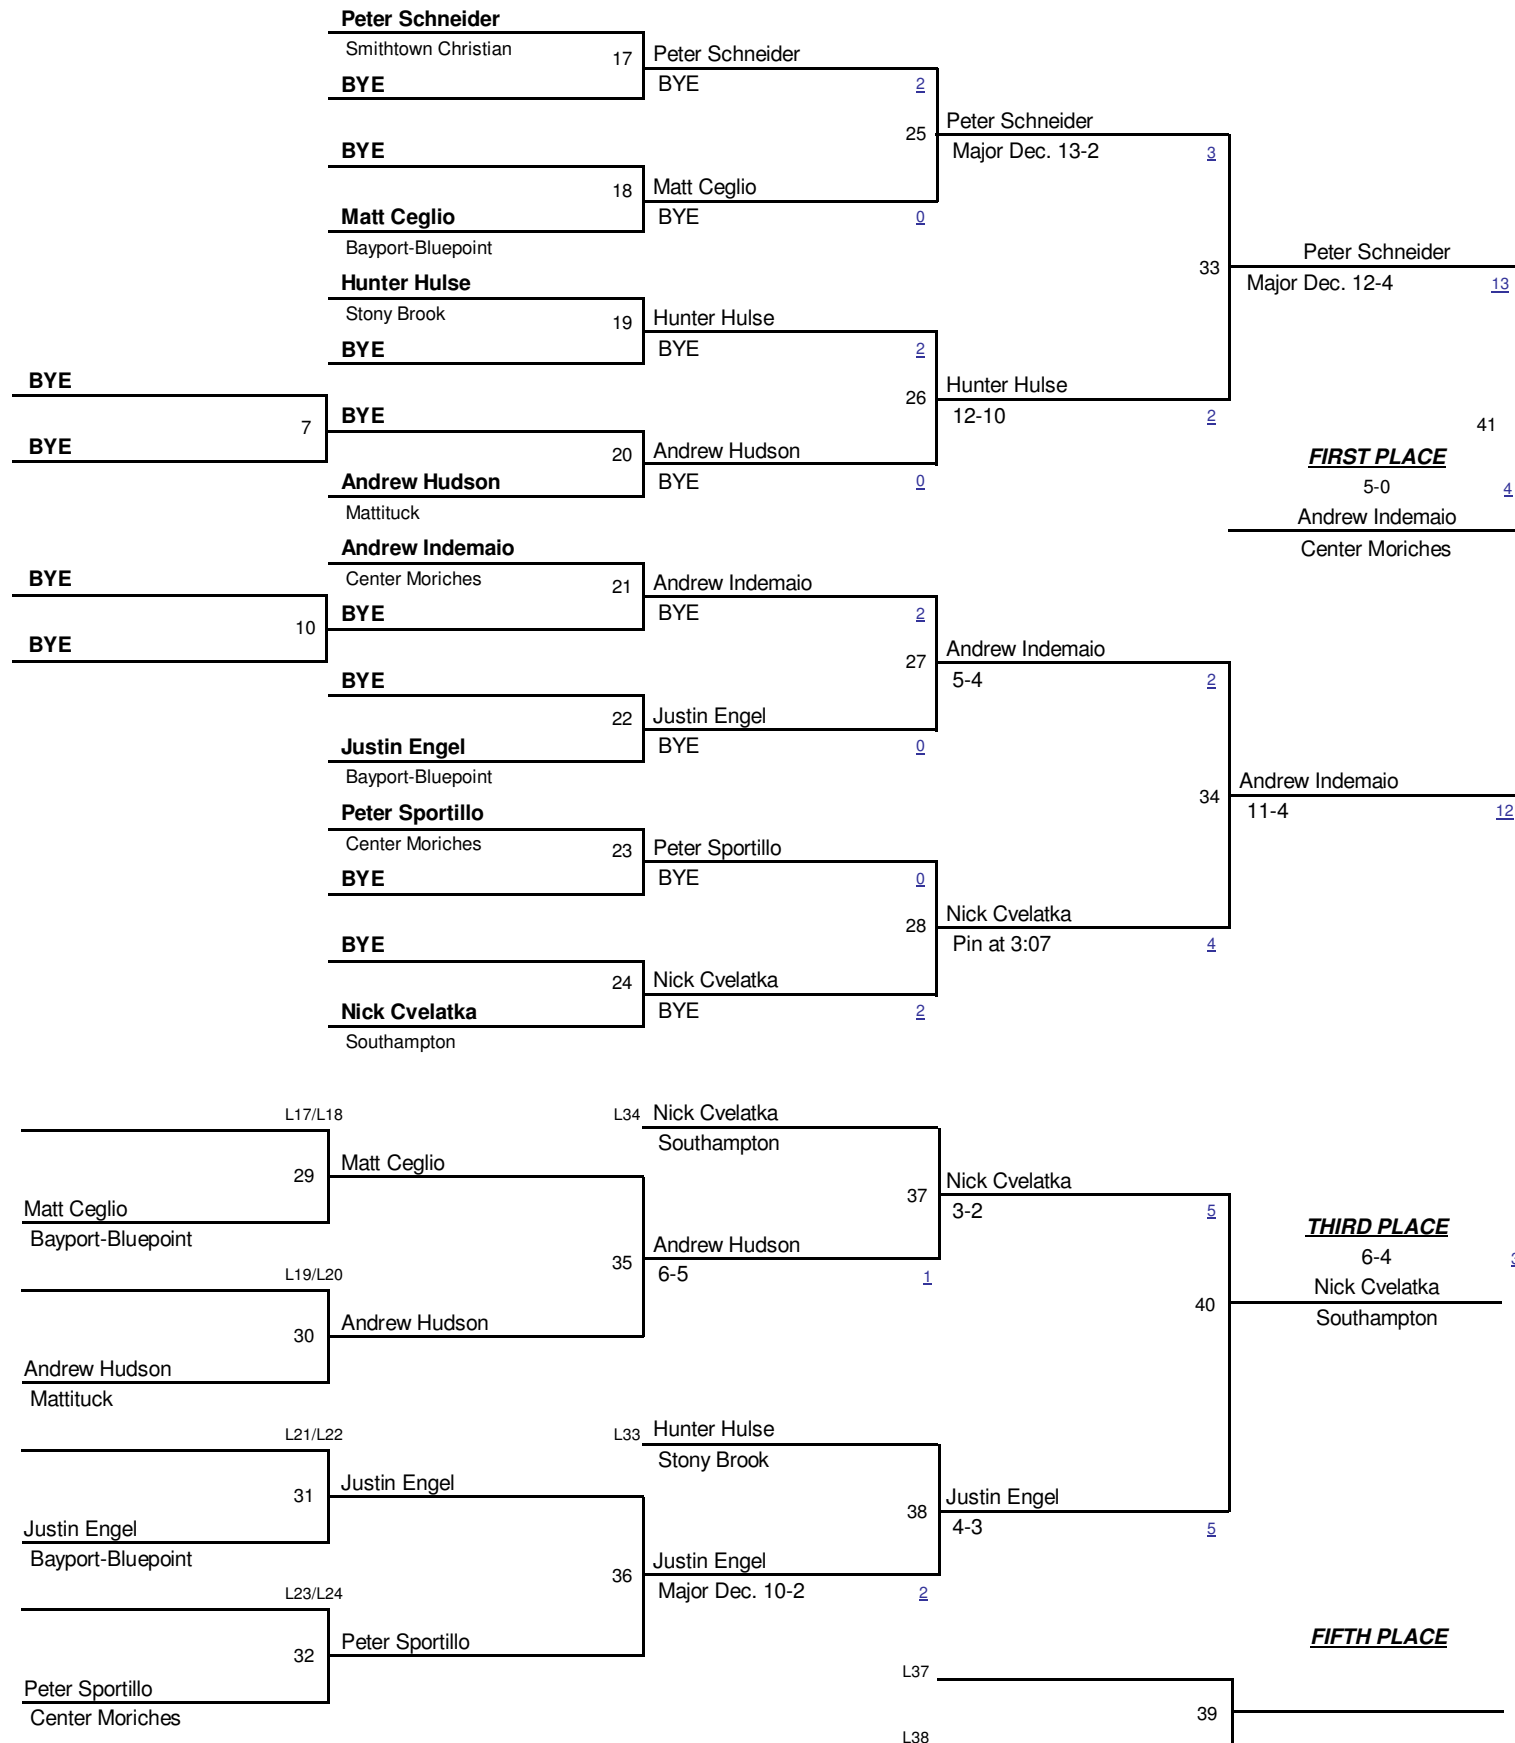 Peter Schneider
Smithtown Christian
17
BYE
Peter Schneider
BYE
2
BYE
18
Matt Ceglio
Bayport-Bluepoint
Matt Ceglio
BYE
0
25
Peter Schneider
Major Dec. 13-2
3
Hunter Hulse
Stony Brook
19
BYE
Hunter Hulse
BYE
2
BYE
7
BYE
BYE
20
Andrew Hudson
Mattituck
Andrew Hudson
BYE
0
26
Hunter Hulse
12-10
2
33
Peter Schneider
Major Dec. 12-4
13
41
FIRST PLACE
5-0
4
Andrew Indemaio
Center Moriches
Andrew Indemaio
Center Moriches
21
BYE
BYE
10
BYE
Andrew Indemaio
BYE
2
BYE
22
Justin Engel
Bayport-Bluepoint
Justin Engel
BYE
0
27
Andrew Indemaio
5-4
2
Peter Sportillo
Center Moriches
23
BYE
Peter Sportillo
BYE
0
BYE
24
Nick Cvelatka
Southampton
Nick Cvelatka
BYE
2
28
Nick Cvelatka
Pin at 3:07
4
34
Andrew Indemaio
11-4
12
L17/L18
29
Matt Ceglio
Bayport-Bluepoint
Matt Ceglio
L19/L20
30
Andrew Hudson
Mattituck
Andrew Hudson
35
L34
Nick Cvelatka
Southampton
Andrew Hudson
6-5
1
37
Nick Cvelatka
3-2
5
L21/L22
31
Justin Engel
Bayport-Bluepoint
Justin Engel
L23/L24
32
Peter Sportillo
Center Moriches
Peter Sportillo
36
L33
Hunter Hulse
Stony Brook
Justin Engel
Major Dec. 10-2
2
38
Justin Engel
4-3
5
40
THIRD PLACE
6-4
Nick Cvelatka
Southampton
FIFTH PLACE
L37
39
L38